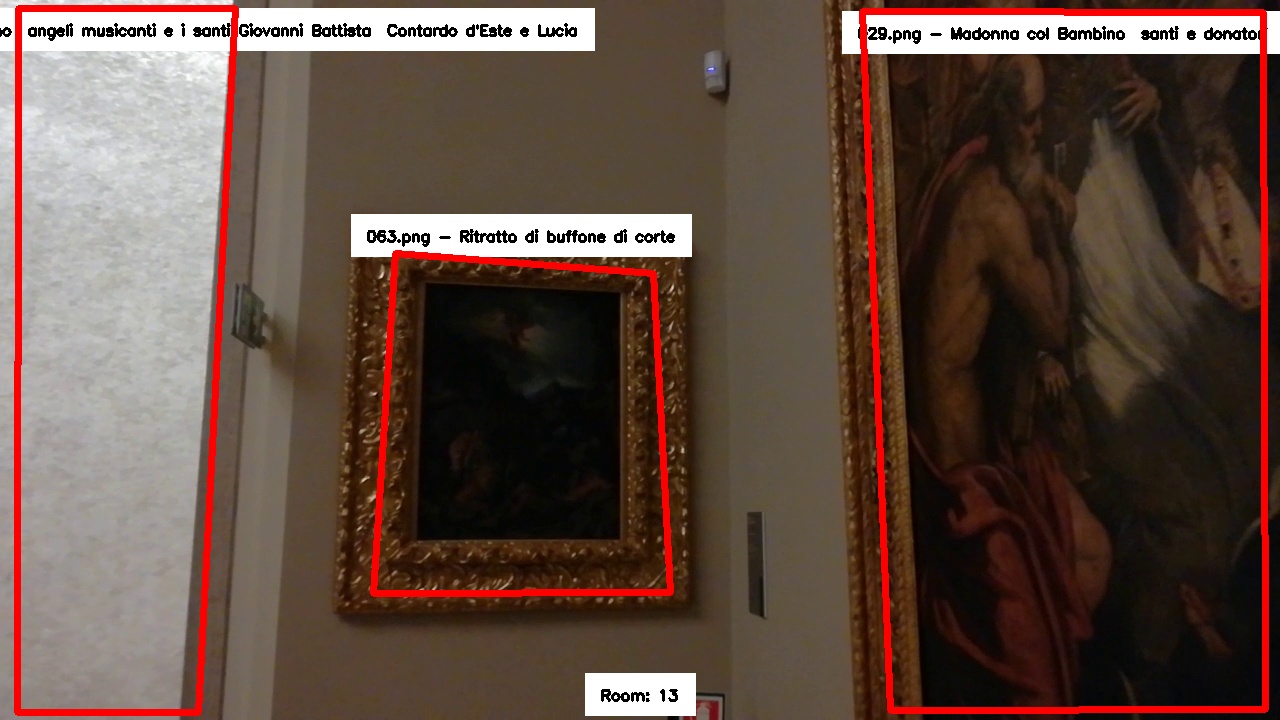 angeli musicanti e i santi Giovanni Battista Contardo d'Este e Lucia
29.png - Madonna col Bambino santi e donator
063.png - Ritratto di buffone di corte
Room: 13